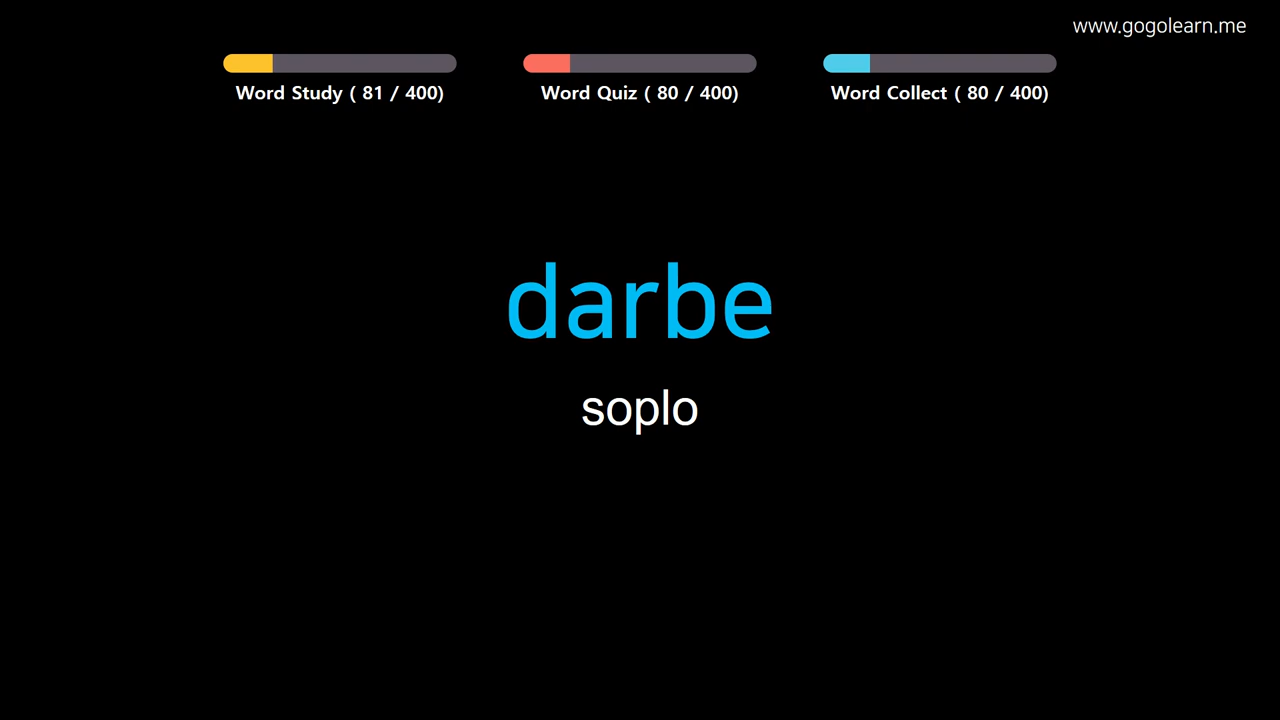 www.gogolearn.me
Word Study ( 81 / 400)
Word Quiz ( 80 / 400)
Word Collect ( 80 / 400)
darbe
soplo